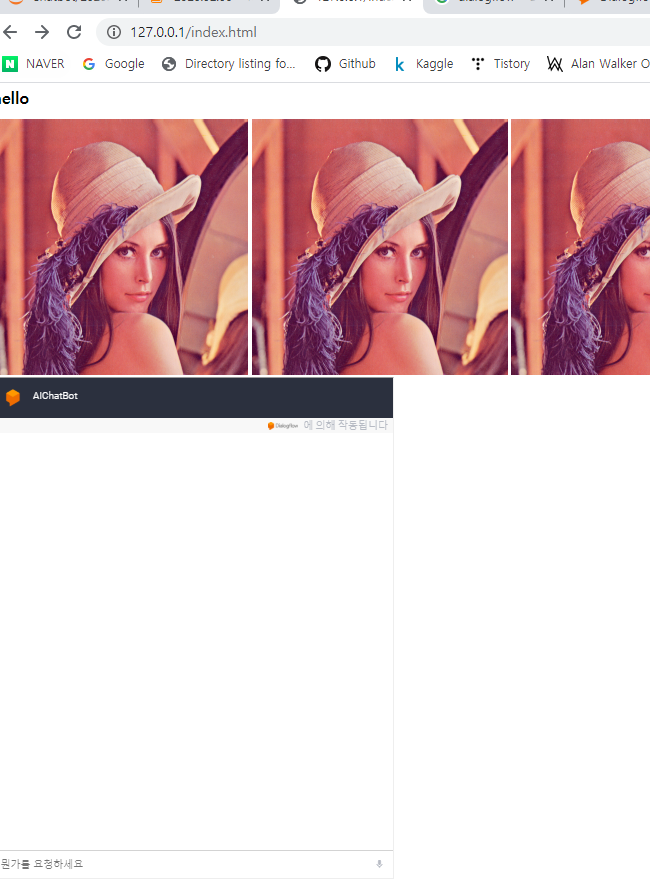 127.0.0.1/index.html
NAVER Google Directory listing fo... Github Kaggle Tistory Alan Walker O
ello
AIChatBot
Dialogflow 에 의해 작동됩니다
뭔가를 요청하세요